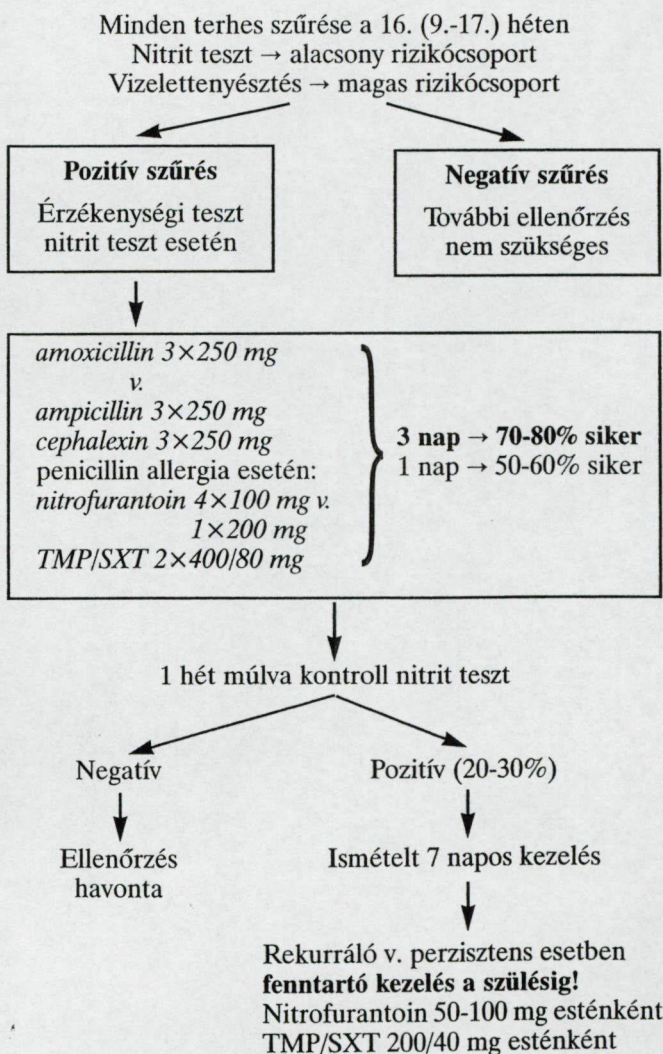 Minden terhes szűrése a 16. (9.-17.) héten
Nitrit teszt → alacsony rizikócsoport
Vizelettenyésztés → magas rizikócsoport
Pozitív szűrés
Érzékenységi teszt
nitrit teszt esetén
Negatív szűrés
További ellenőrzés
nem szükséges
amoxicillin 3×250 mg
v.
ampicillin 3×250 mg
cephalexin 3×250 mg
penicillin allergia esetén:
nitrofurantoin 4×100 mg v.
1×200 mg
TMP/SXT 2×400/80 mg
3 nap → 70-80% siker
1 nap → 50-60% siker
1 hét múlva kontroll nitrit teszt
Negatív
Ellenőrzés
havonta
Pozitív (20-30%)
Ismételt 7 napos kezelés
Rekurráló v. perzisztens esetben
fenntartó kezelés a szülésig!
Nitrofurantoin 50-100 mg esténként
TMP/SXT 200/40 mg esténként